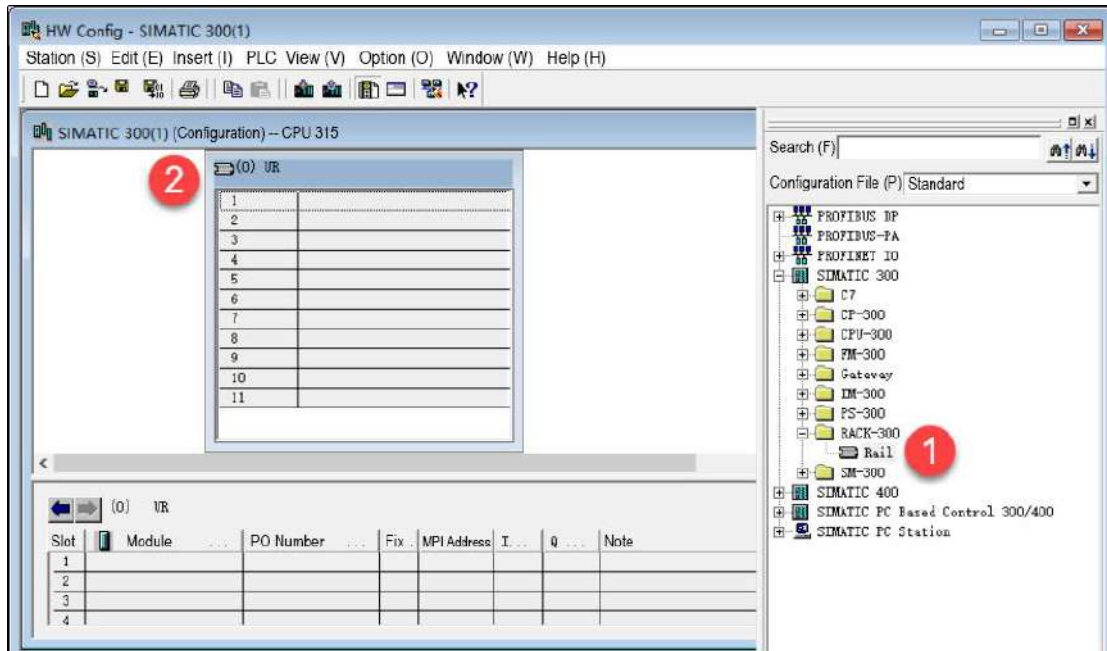 HW Config - SIMATIC 300(1)
Station (S) Edit (E) Insert (I) PLC View (V) Option (O) Window (W) Help (H)
SIMATIC 300(1) (Configuration) -- CPU 315
2
(0) UR
1
2
3
4
5
6
7
8
9
10
11
(0) UR
Slot Module ... PO Number ... Fix . MPI Address I... Q ... Note
1
2
3
4
Search (F)
Configuration File (P) Standard
PROFIBUS DP
PROFIBUS-PA
PROFINET IO
SIMATIC 300
C7
CP-300
CPU-300
FM-300
Gateway
IM-300
PS-300
RACK-300
Rail
1
SM-300
SIMATIC 400
SIMATIC PC Based Control 300/400
SIMATIC PC Station